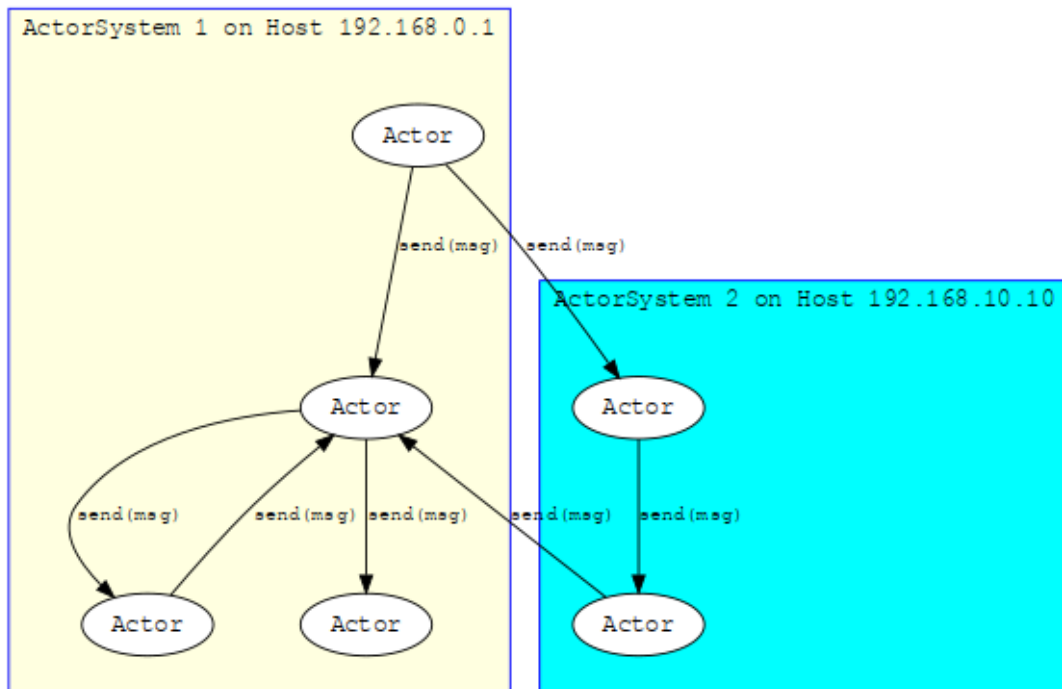 ActorSystem 1 on Host 192.168.0.1
Actor
send(msg)
send(msg)
ActorSystem 2 on Host 192.168.10.10
Actor
Actor
send(msg)
send(msg)
send(msg)
send(msg)
send(msg)
Actor
Actor
Actor